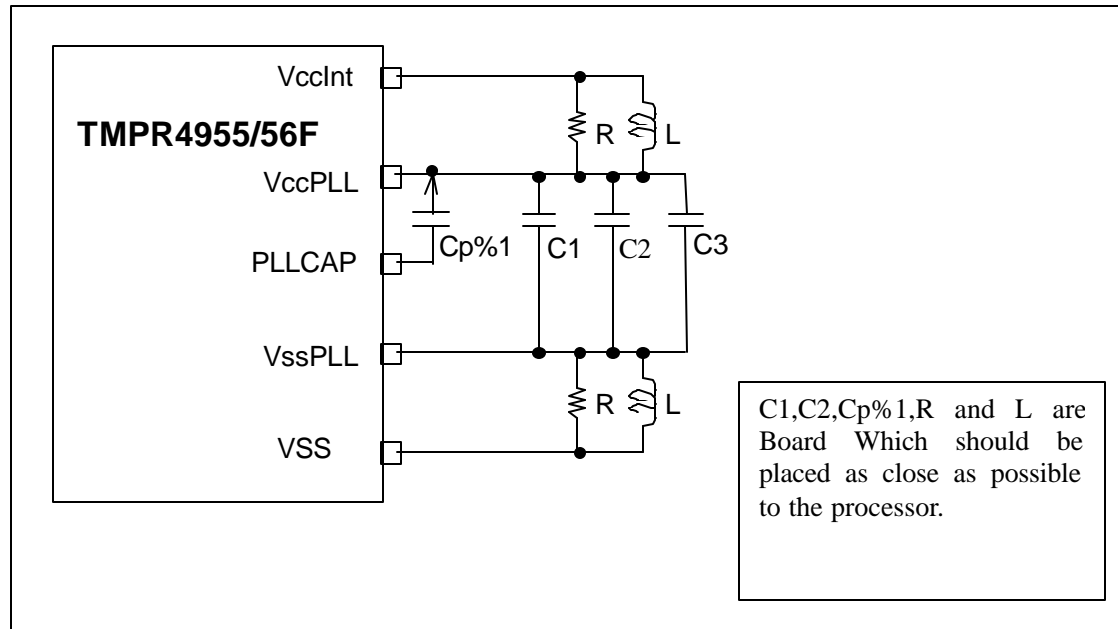 VccInt
TMPR4955/56F
R
L
VccPLL
Cp%1
C1
C2
C3
PLLCAP
VssPLL
R
L
VSS
C1,C2,Cp%1,R and L are
Board Which should be
placed as close as possible
to the processor.